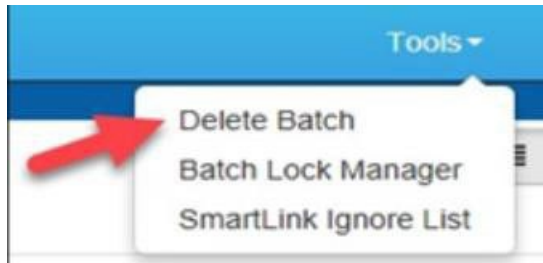 Tools
Delete Batch
Batch Lock Manager
SmartLink Ignore List